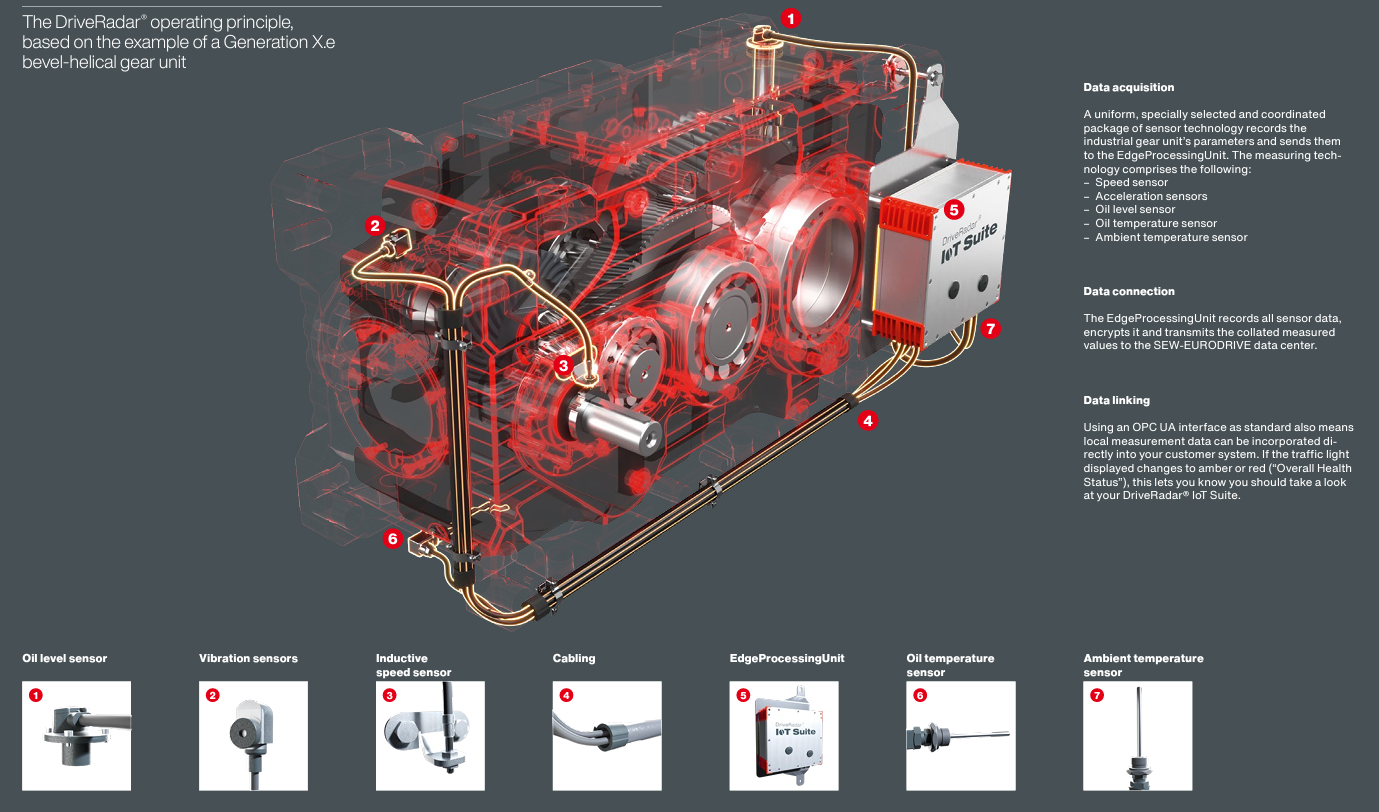 The DriveRadar® operating principle,
based on the example of a Generation X.e
bevel-helical gear unit
1
2
3
4
5
6
7
DriveRadar®
IoT Suite
Data acquisition
A uniform, specially selected and coordinated
package of sensor technology records the
industrial gear unit's parameters and sends them
to the EdgeProcessingUnit. The measuring tech-
nology comprises the following:
– Speed sensor
– Acceleration sensors
– Oil level sensor
– Oil temperature sensor
– Ambient temperature sensor
Data connection
The EdgeProcessingUnit records all sensor data,
encrypts it and transmits the collated measured
values to the SEW-EURODRIVE data center.
Data linking
Using an OPC UA interface as standard also means
local measurement data can be incorporated di-
rectly into your customer system. If the traffic light
displayed changes to amber or red ("Overall Health
Status"), this lets you know you should take a look
at your DriveRadar® IoT Suite.
Oil level sensor
1
Vibration sensors
2
Inductive
speed sensor
3
Cabling
4
EdgeProcessingUnit
5
DriveRadar®
IoT Suite
Oil temperature
sensor
6
Ambient temperature
sensor
7